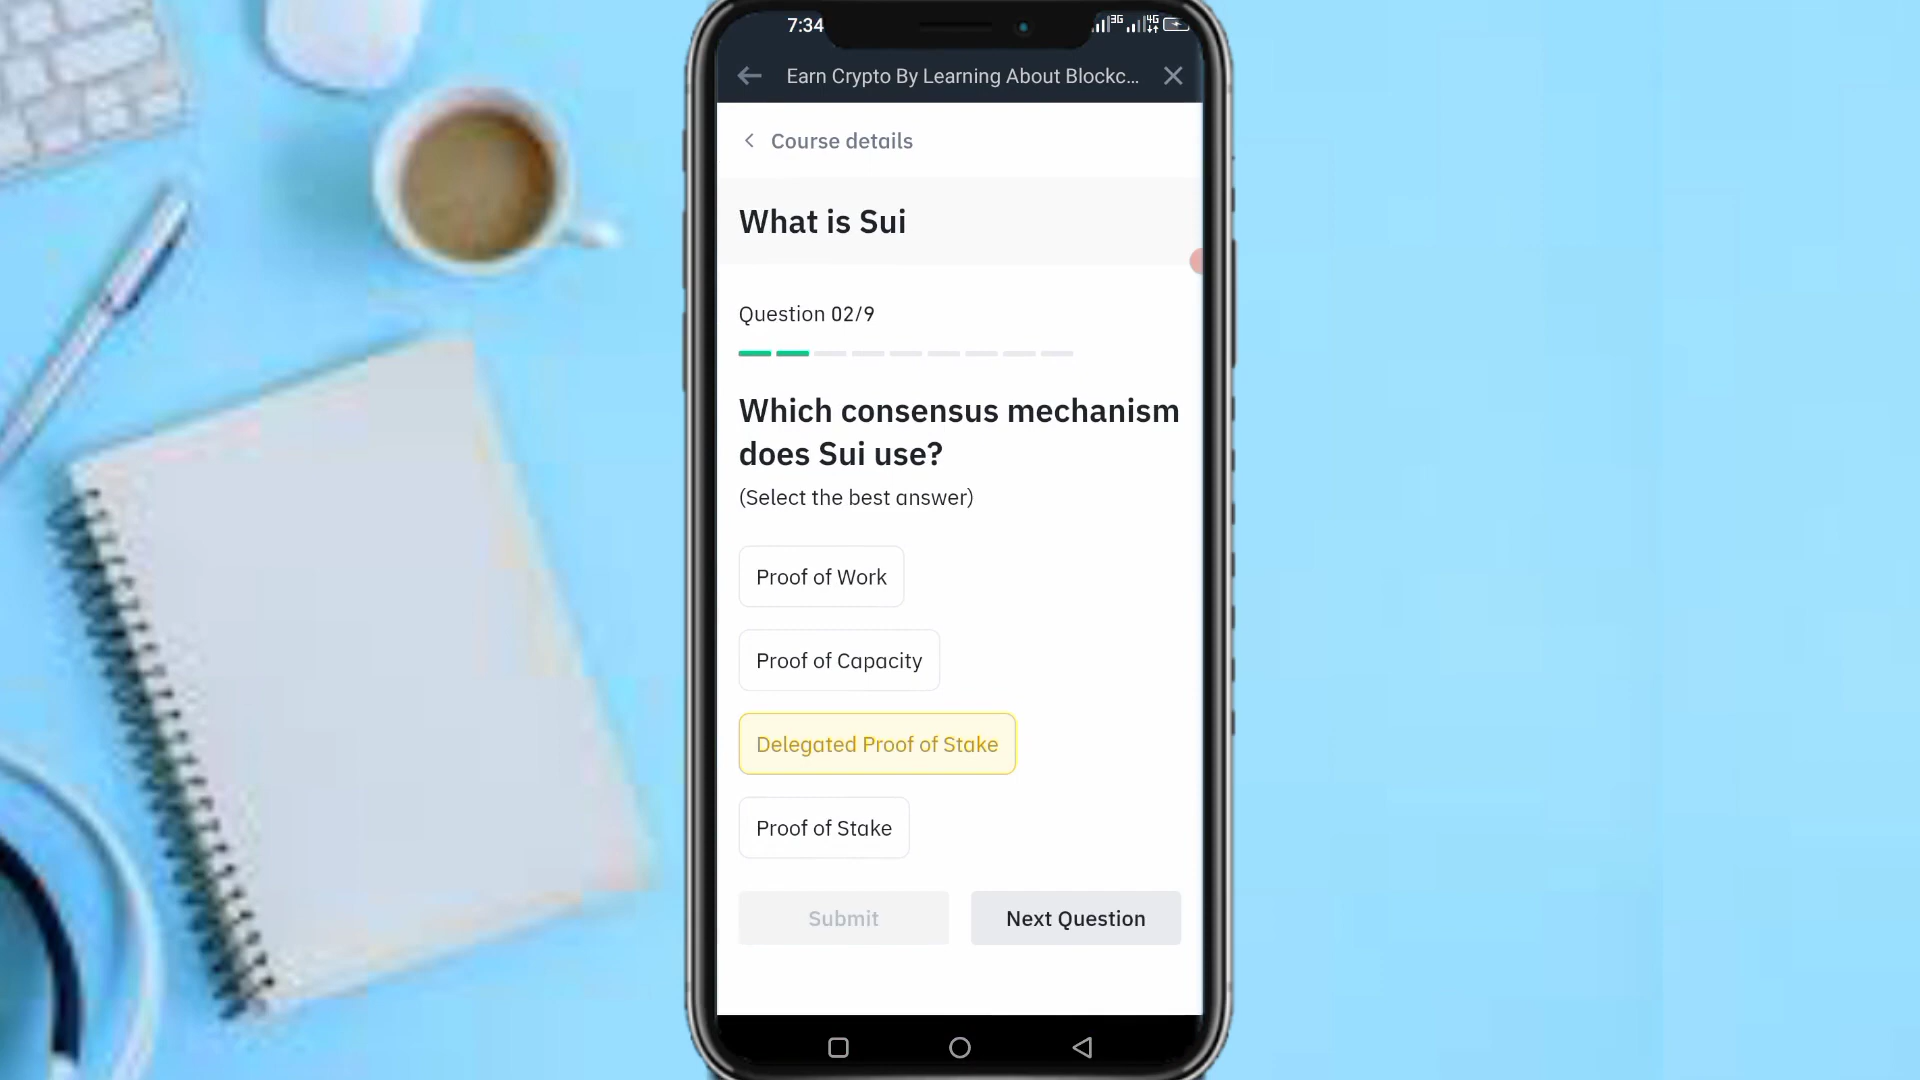 7:34
3G 4G
Earn Crypto By Learning About Blockc...
Course details
What is Sui
Question 02/9
Which consensus mechanism
does Sui use?
(Select the best answer)
Proof of Work
Proof of Capacity
Delegated Proof of Stake
Proof of Stake
Submit Next Question